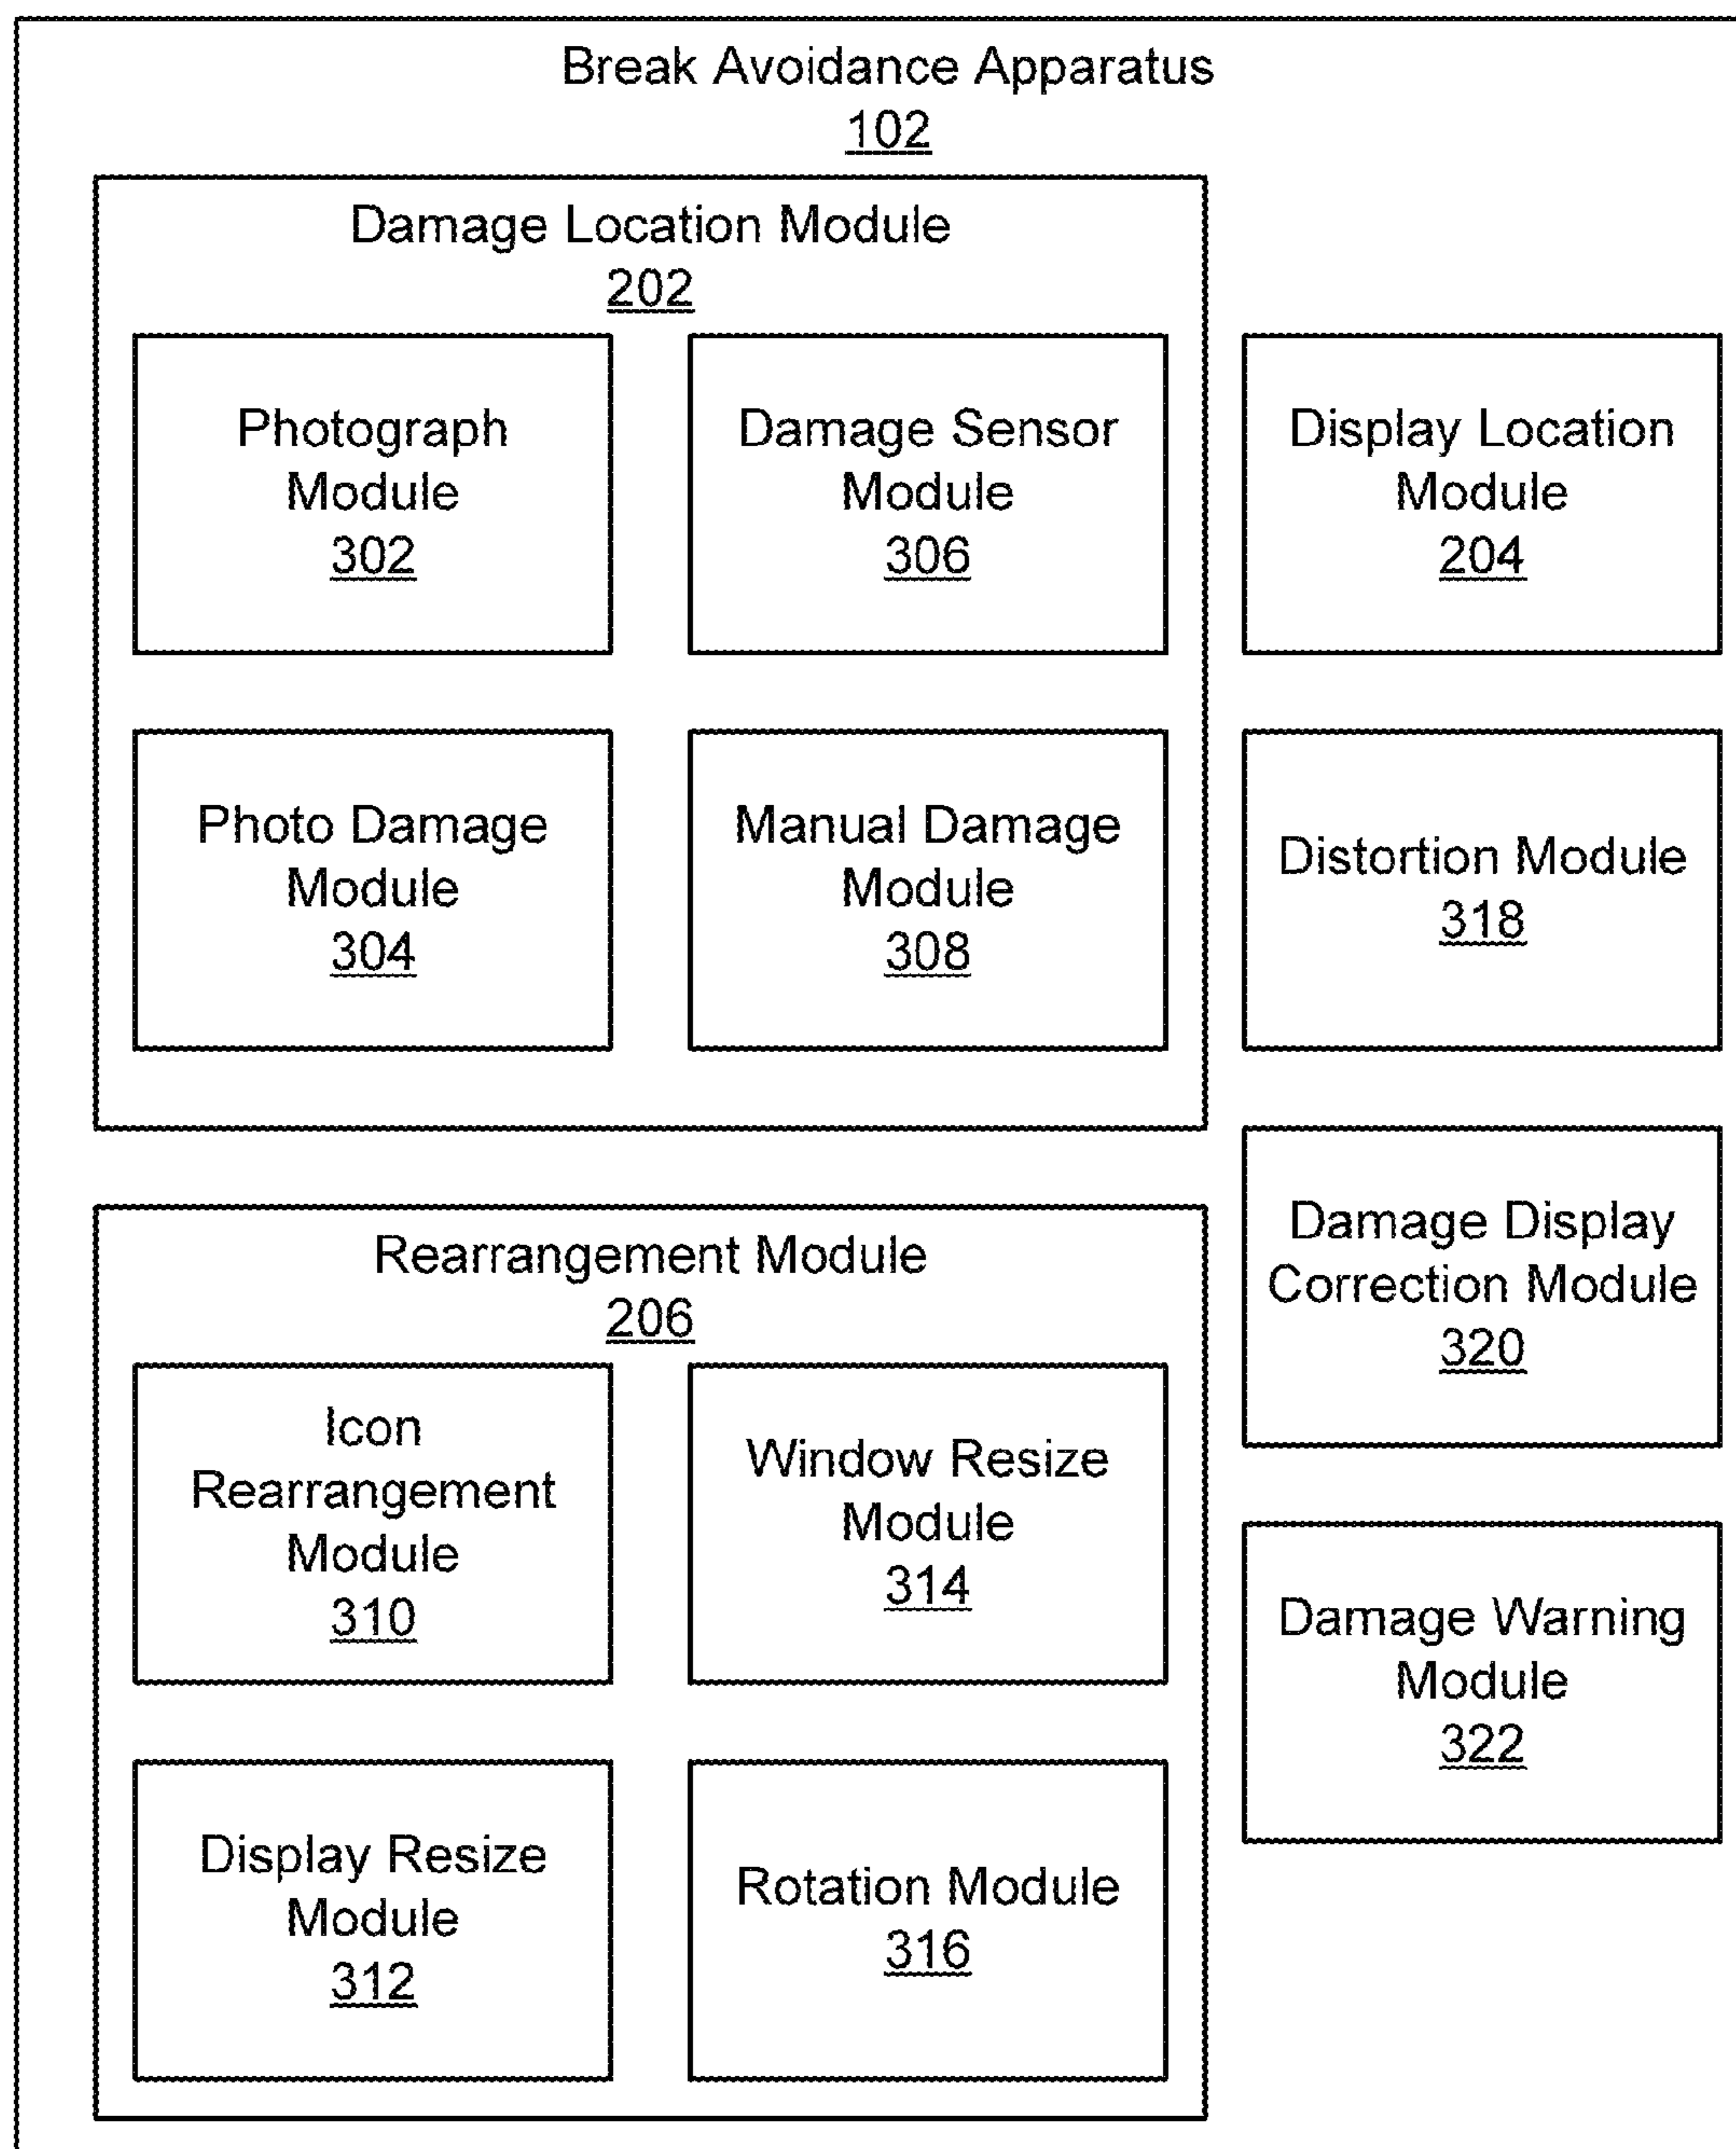 Break Avoidance Apparatus
102
Damage Location Module
202
Photograph
Module
302
Damage Sensor
Module
306
Display Location
Module
204
Photo Damage
Module
304
Manual Damage
Module
308
Distortion Module
318
Damage Display
Correction Module
320
Rearrangement Module
206
Icon
Rearrangement
Module
310
Window Resize
Module
314
Damage Warning
Module
322
Display Resize
Module
312
Rotation Module
316